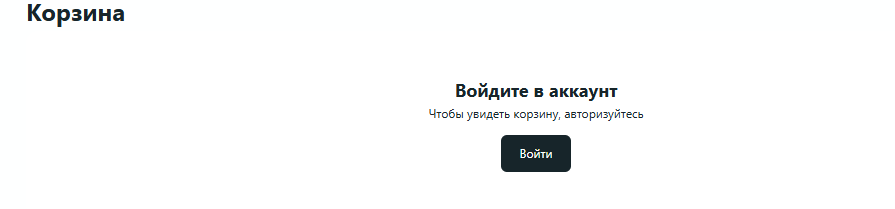 Корзина
Войдите в аккаунт
Чтобы увидеть корзину, авторизуйтесь
Войти